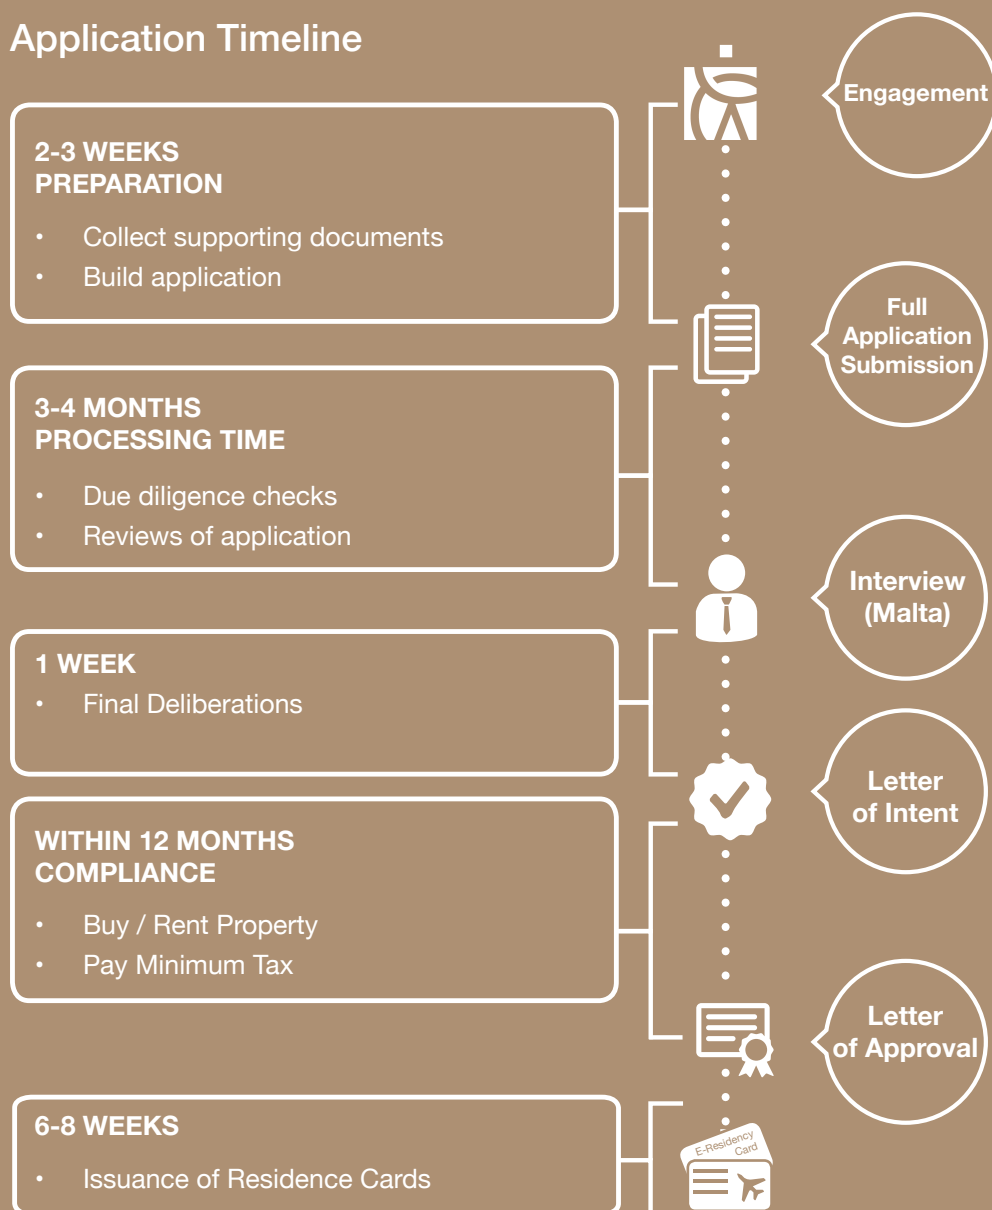 Application Timeline
Engagement
2-3 WEEKS
PREPARATION
• Collect supporting documents
• Build application
Full
Application
Submission
3-4 MONTHS
PROCESSING TIME
• Due diligence checks
• Reviews of application
Interview
(Malta)
1 WEEK
• Final Deliberations
Letter
of Intent
WITHIN 12 MONTHS
COMPLIANCE
• Buy / Rent Property
• Pay Minimum Tax
Letter
of Approval
6-8 WEEKS
• Issuance of Residence Cards
E-Residency
Card